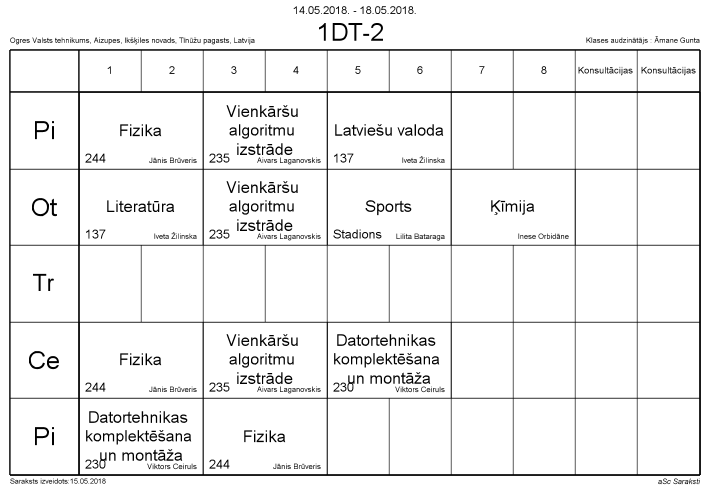 14.05.2018. - 18.05.2018.
1DT-2
Ogres Valsts tehnikums, Aizupes, Ikšķiles novads, Tīnūžu pagasts, Latvija
Klases audzinātājs : Āmane Gunta
1 2 3 4 5 6 7 8 Konsultācijas Konsultācijas
Pi
Fizika
244 Jānis Brūveris
Vienkāršu
algoritmu
izstrāde
235 Aivars Laganovskis
Latviešu valoda
137 Iveta Žilinska
Ot
Literatūra
137 Iveta Žilinska
Vienkāršu
algoritmu
izstrāde
235 Aivars Laganovskis
Sports
Stadions Lilita Bataraga
Ķīmija
Inese Orbidāne
Tr
Ce
Fizika
244 Jānis Brūveris
Vienkāršu
algoritmu
izstrāde
235 Aivars Laganovskis
Datortehnikas
komplektēšana
un montāža
230 Viktors Ceiruls
Pi
Datortehnikas
komplektēšana
un montāža
230 Viktors Ceiruls
Fizika
244 Jānis Brūveris
Saraksts izveidots:15.05.2018
aSc Saraksti